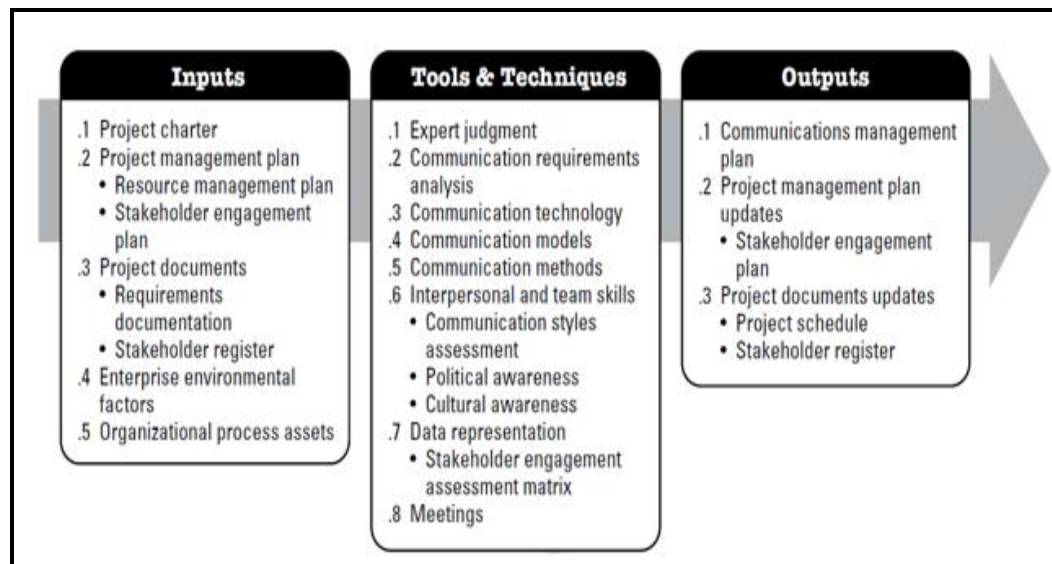 Inputs
.1 Project charter
.2 Project management plan
• Resource management plan
• Stakeholder engagement
plan
.3 Project documents
• Requirements
documentation
• Stakeholder register
.4 Enterprise environmental
factors
.5 Organizational process assets
Tools & Techniques
.1 Expert judgment
.2 Communication requirements
analysis
.3 Communication technology
.4 Communication models
.5 Communication methods
.6 Interpersonal and team skills
• Communication styles
assessment
• Political awareness
• Cultural awareness
.7 Data representation
• Stakeholder engagement
assessment matrix
.8 Meetings
Outputs
.1 Communications management
plan
.2 Project management plan
updates
• Stakeholder engagement
plan
.3 Project documents updates
• Project schedule
• Stakeholder register